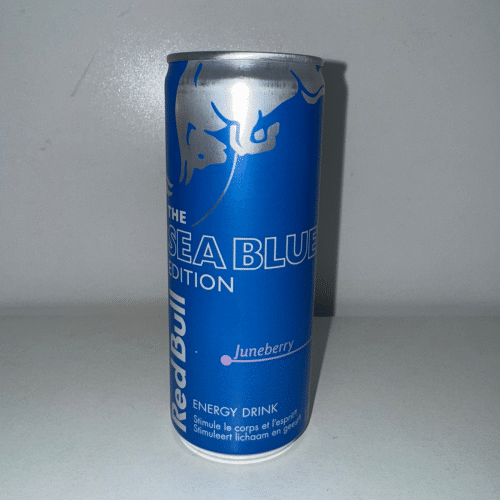 THE
SEA BLUE
EDITION
Red Bull
Juneberry
ENERGY DRINK
Stimule le corps et l'esprit
Stimuleert lichaam en geest